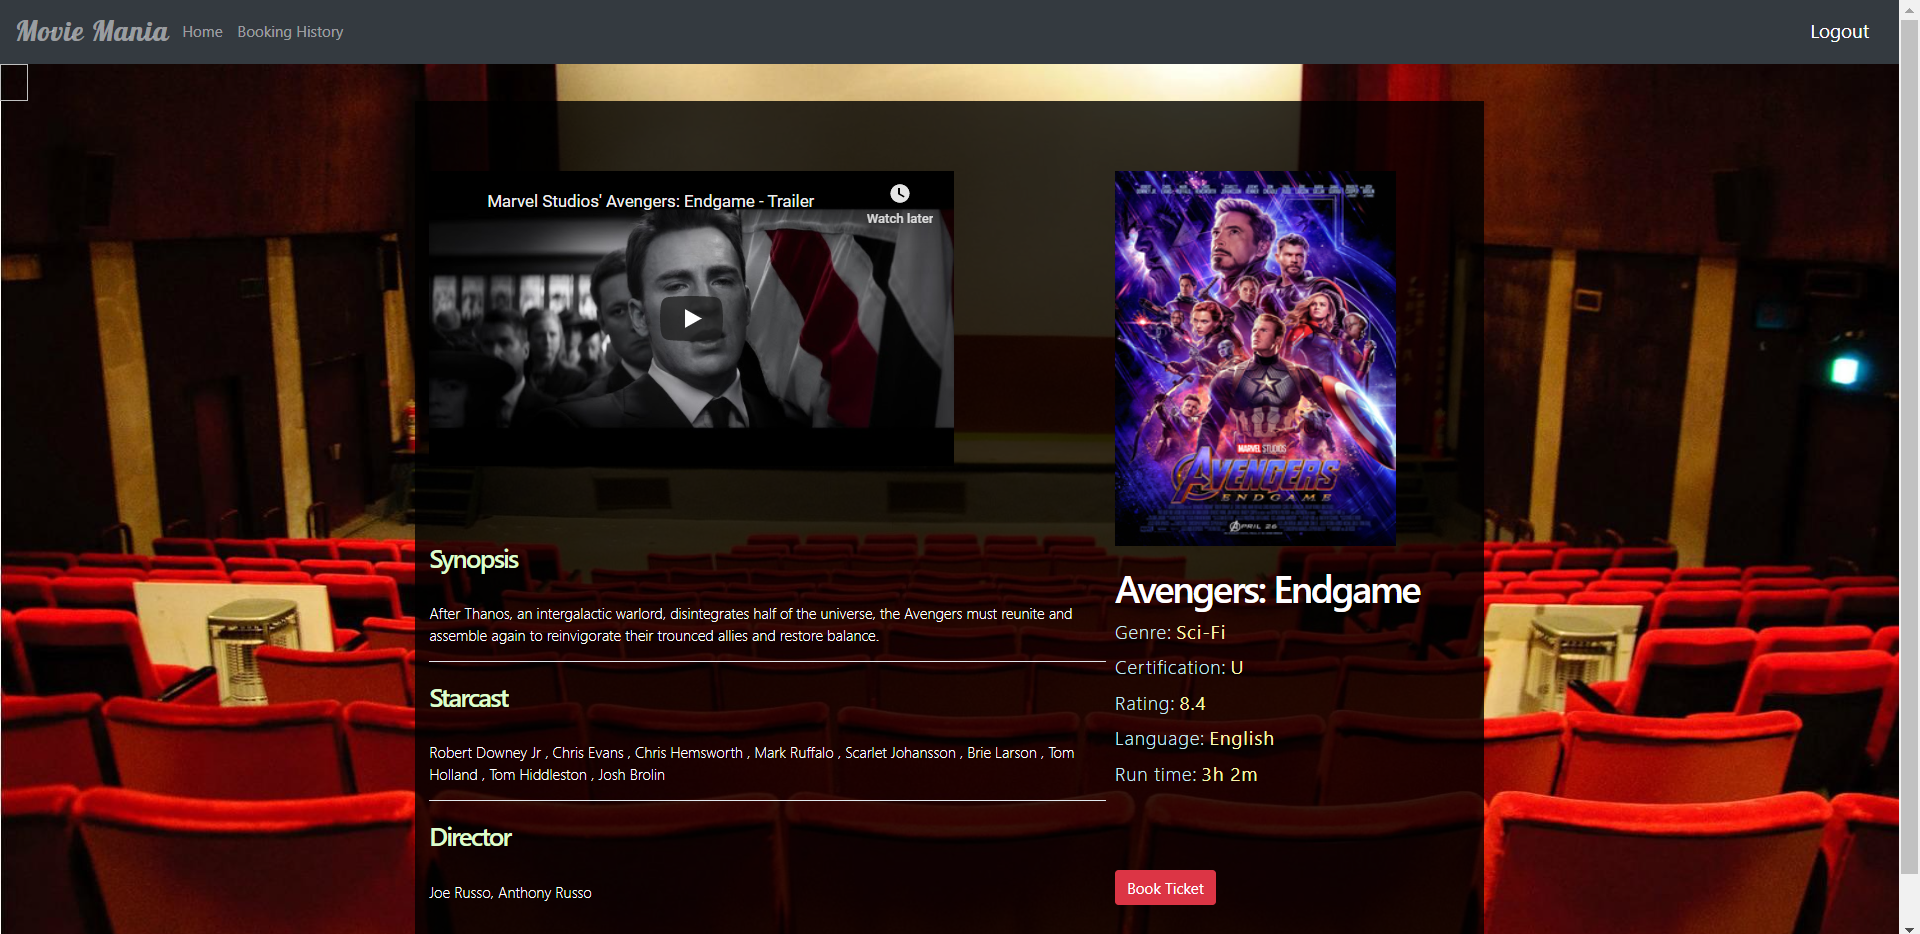 Movie Mania Home Booking History Logout
Marvel Studios' Avengers: Endgame - Trailer
Watch later
MARVEL STUDIOS
AVENGERS
ENDGAME
APRIL 26
Synopsis
After Thanos, an intergalactic warlord, disintegrates half of the universe, the Avengers must reunite and
assemble again to reinvigorate their trounced allies and restore balance.
Starcast
Robert Downey Jr , Chris Evans , Chris Hemsworth , Mark Ruffalo , Scarlet Johansson , Brie Larson , Tom
Holland , Tom Hiddleston , Josh Brolin
Director
Joe Russo, Anthony Russo
Avengers: Endgame
Genre: Sci-Fi
Certification: U
Rating: 8.4
Language: English
Run time: 3h 2m
Book Ticket